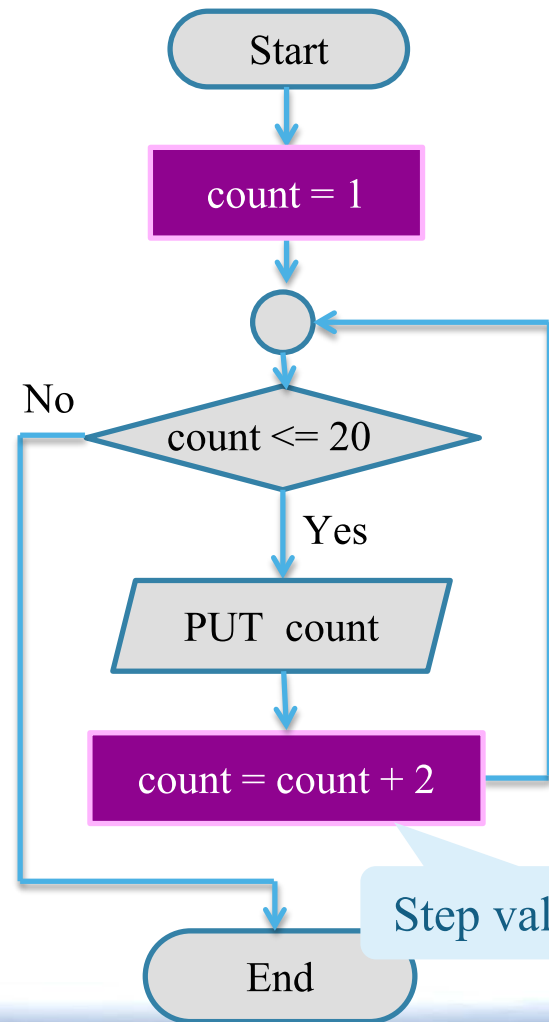 Start
count = 1
No
count <= 20
Yes
PUT count
count = count + 2
Step val
End